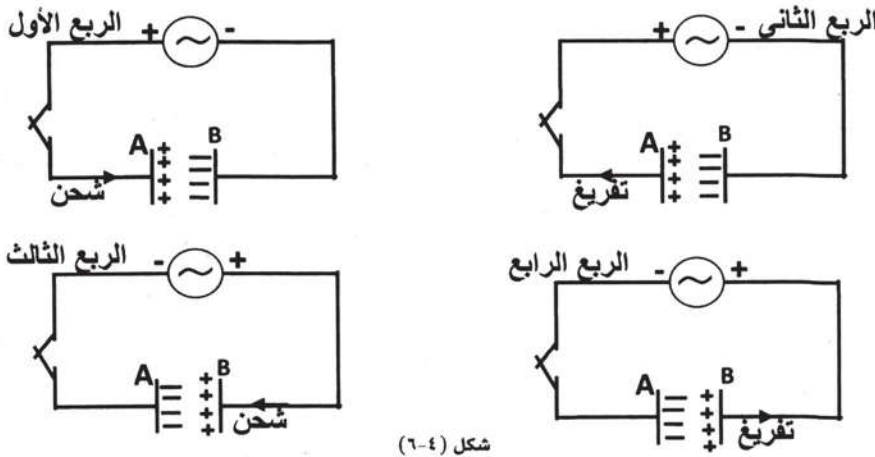 الربع الأول
+ -
A B
شحن
الربع الثاني
+ -
A B
تفريغ
الربع الثالث
- +
A B
شحن
الربع الرابع
- +
A B
تفريغ
شكل (٤-٦)